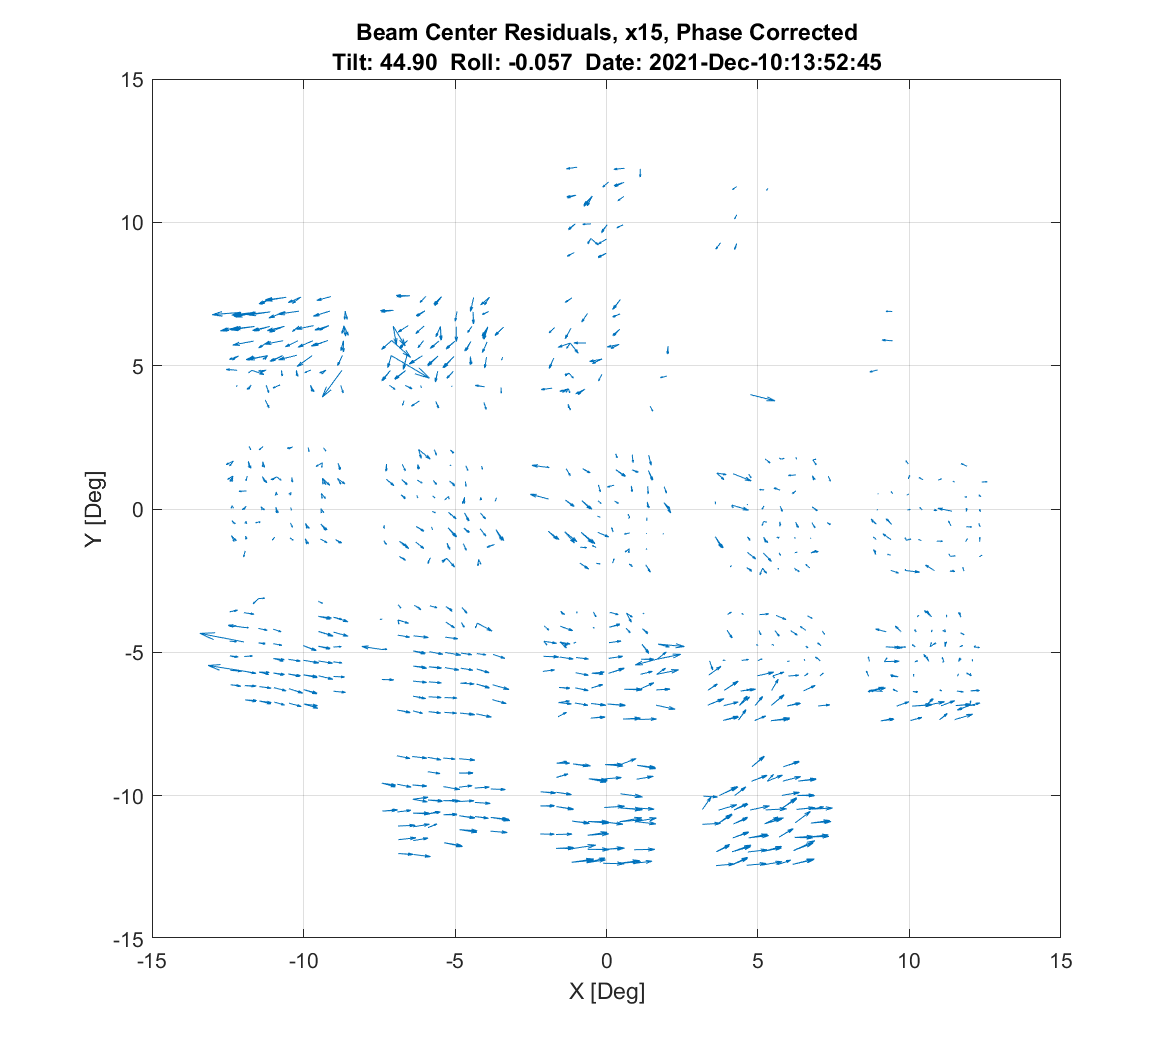 Beam Center Residuals, x15, Phase Corrected
Tilt: 44.90  Roll: -0.057  Date: 2021-Dec-10:13:52:45
15
10
5
0
-5
-10
-15
Y [Deg]
-15 -10 -5 0 5 10 15
X [Deg]